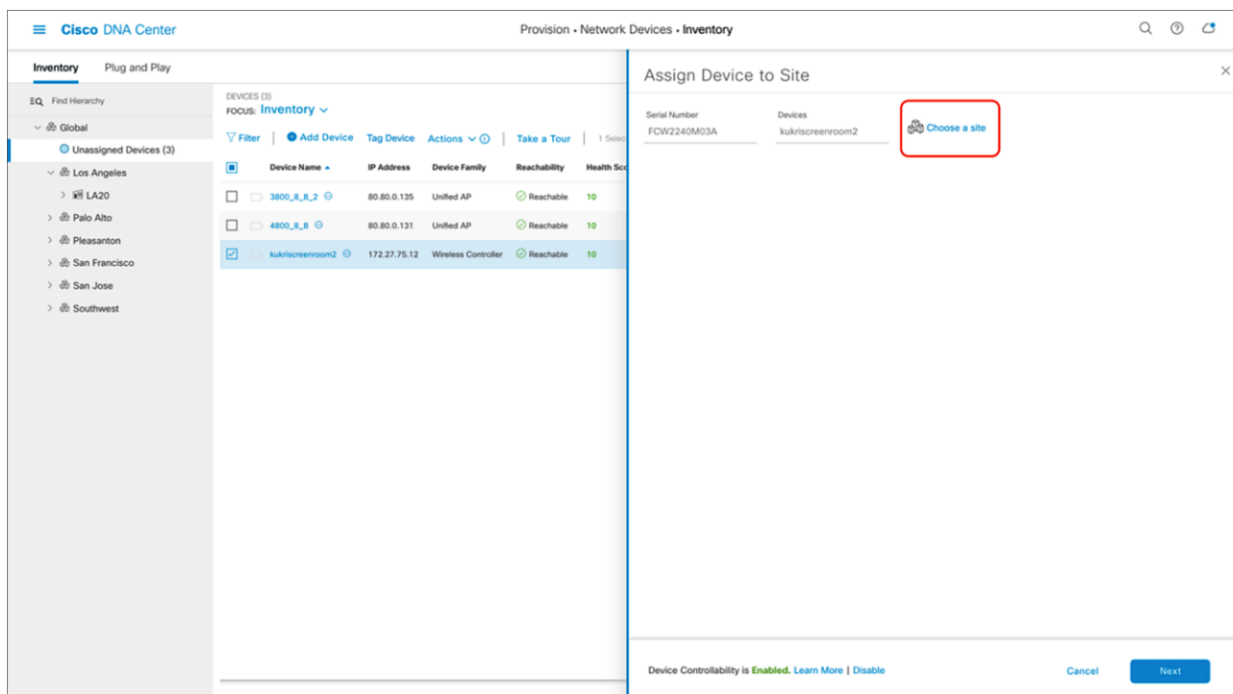 Cisco DNA Center
Provision • Network Devices • Inventory
Inventory Plug and Play
Find Hierarchy
Global
Unassigned Devices (3)
Los Angeles
LA20
Palo Alto
Pleasanton
San Francisco
San Jose
Southwest
DEVICES (3)
FOCUS: Inventory
Filter | Add Device Tag Device Actions | Take a Tour | 1 Selec
Device Name IP Address Device Family Reachability Health Sco
3800_8_8_2 80.80.0.135 Unified AP Reachable 10
4800_8_8 80.80.0.131 Unified AP Reachable 10
kukriscreenroom2 172.27.75.12 Wireless Controller Reachable 10
Assign Device to Site
Serial Number Devices
FCW2240M03A kukriscreenroom2 Choose a site
Device Controllability is Enabled. Learn More | Disable Cancel Next